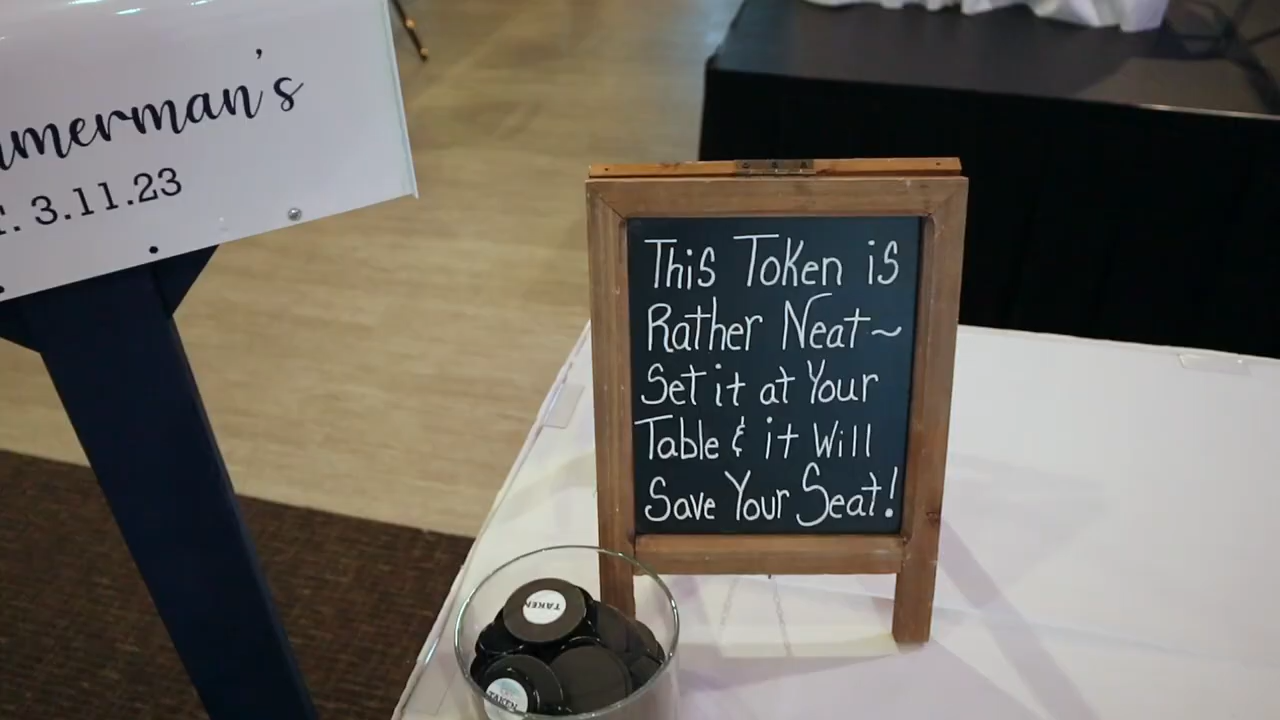 3.11.23
This Token is
Rather Neat~
Set it at Your
Table & it Will
Save Your Seat!
TAKEN
TAKEN